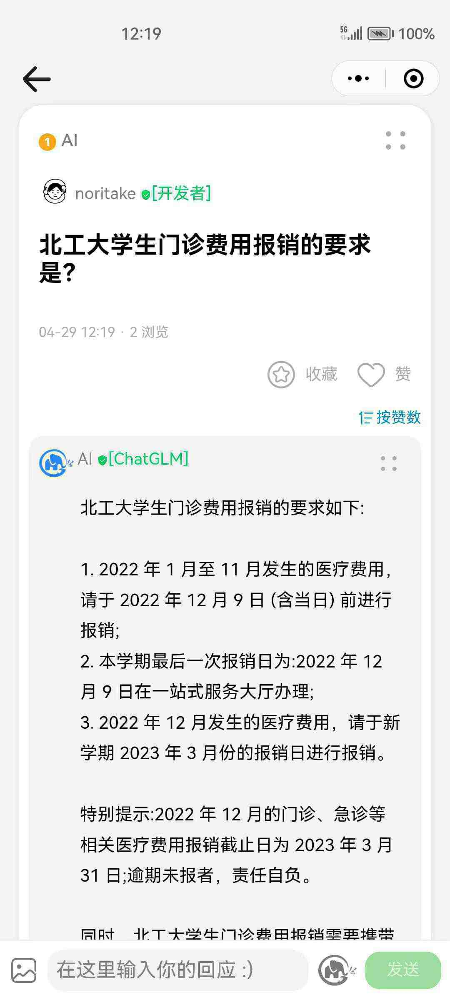 12:19
5G
100%
1 AI
noritake [开发者]
北工大学生门诊费用报销的要求
是?
04-29 12:19 · 2 浏览
收藏 赞
按赞数
AI [ChatGLM]
北工大学生门诊费用报销的要求如下:
1. 2022 年 1 月至 11 月发生的医疗费用,
请于 2022 年 12 月 9 日 (含当日) 前进行
报销;
2. 本学期最后一次报销日为:2022 年 12
月 9 日在一站式服务大厅办理;
3. 2022 年 12 月发生的医疗费用，请于新
学期 2023 年 3 月份的报销日进行报销。
特别提示:2022 年 12 月的门诊、急诊等
相关医疗费用报销截止日为 2023 年 3 月
31 日;逾期未报者，责任自负。
同时，北工大学生门诊费用报销需要携带
在这里输入你的回应 :)
发送